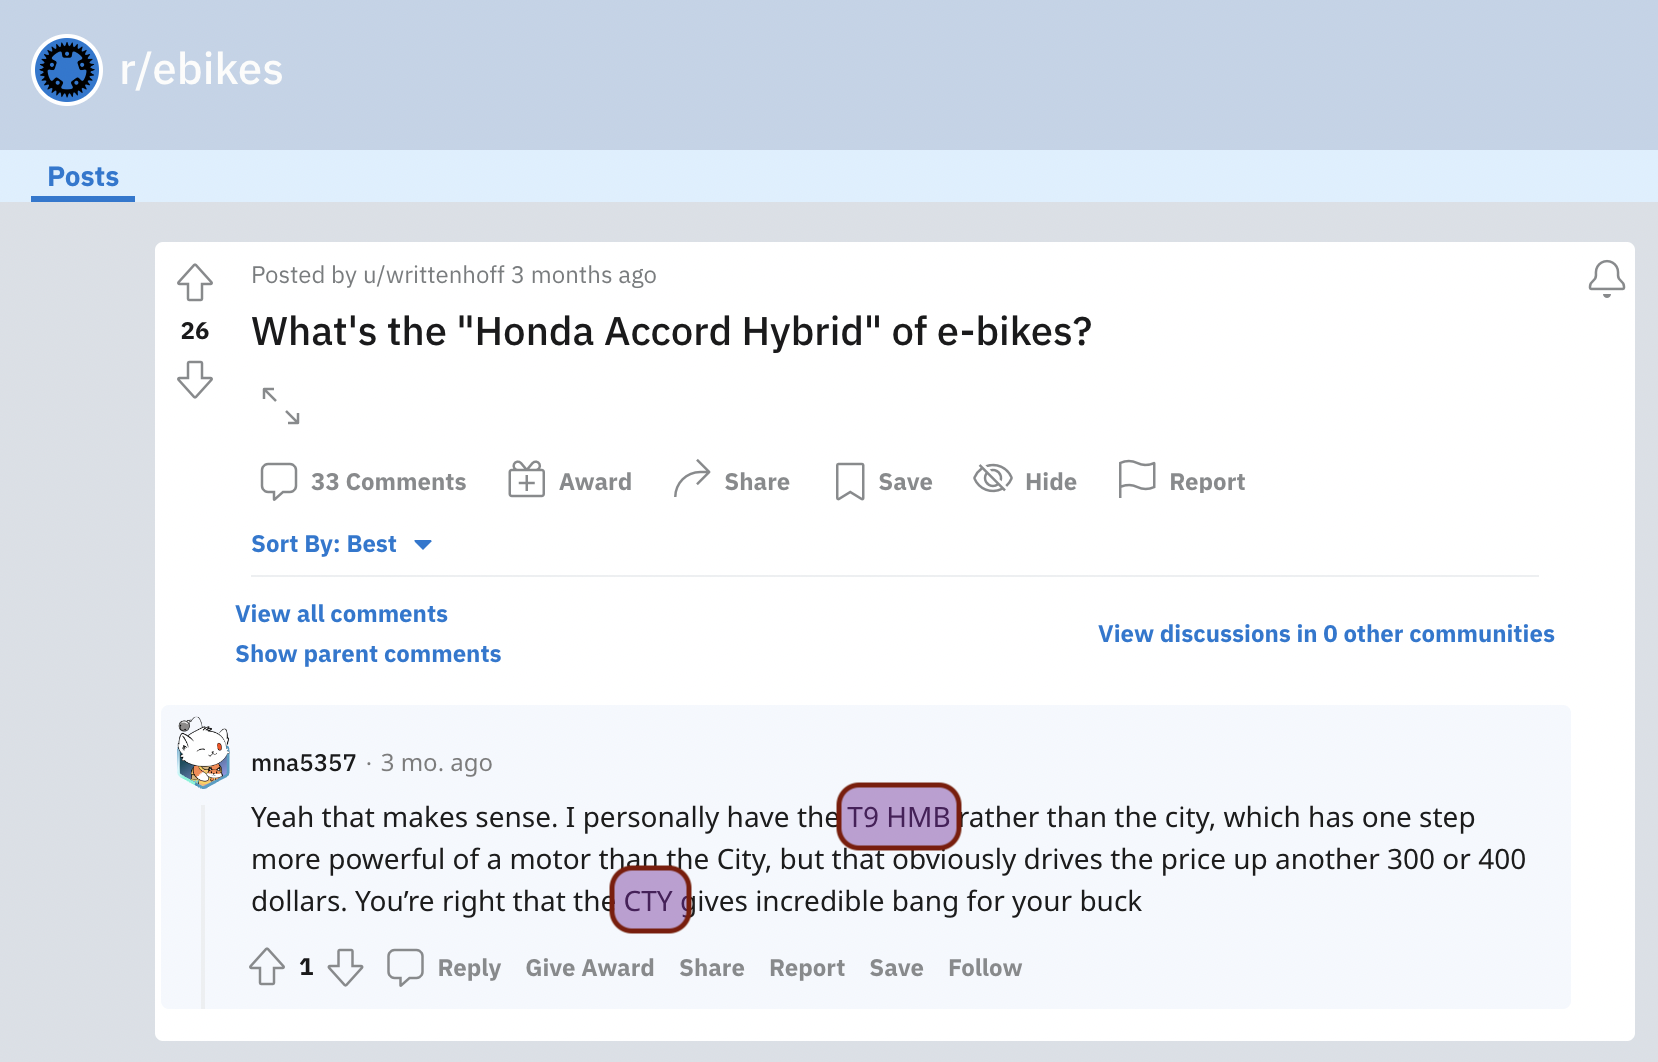 r/ebikes
Posts
Posted by u/writtenhoff 3 months ago
26
What's the "Honda Accord Hybrid" of e-bikes?
33 Comments Award Share Save Hide Report
Sort By: Best
View all comments
View discussions in 0 other communities
Show parent comments
mna5357 · 3 mo. ago
Yeah that makes sense. I personally have the T9 HMB rather than the city, which has one step
more powerful of a motor than the City, but that obviously drives the price up another 300 or 400
dollars. You’re right that the CTY gives incredible bang for your buck
1 Reply Give Award Share Report Save Follow